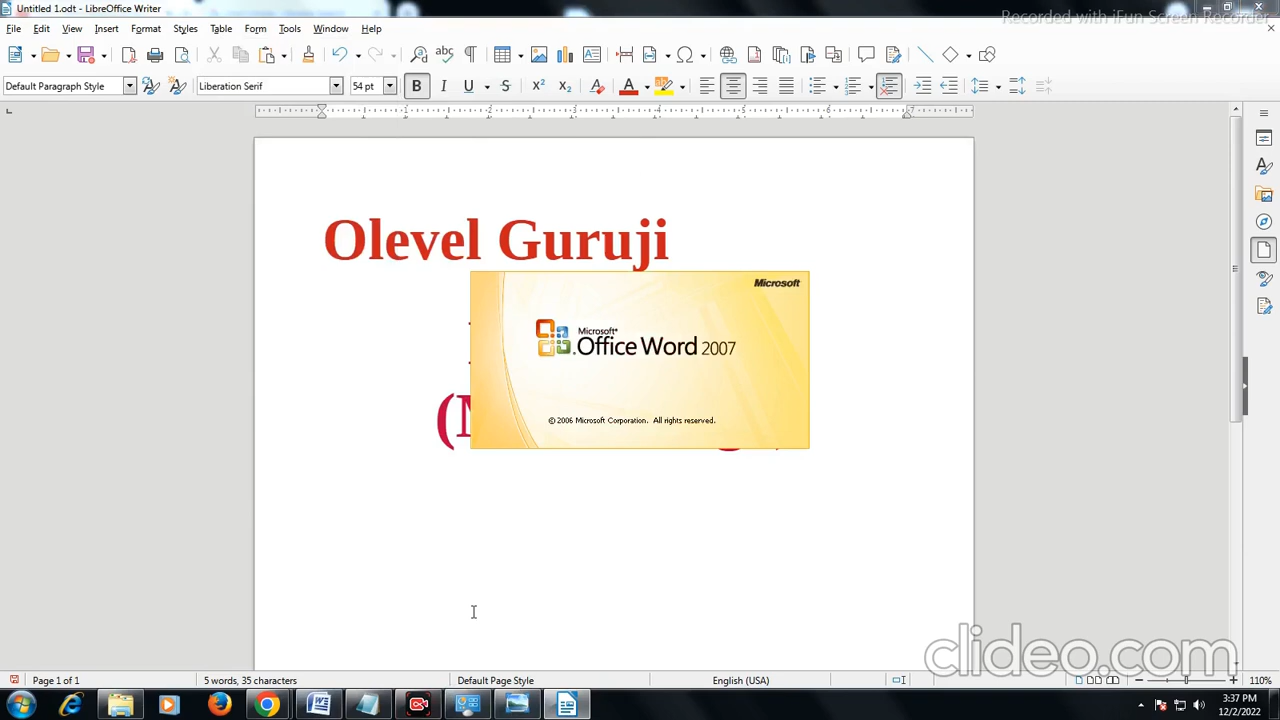 Untitled 1.odt - LibreOffice Writer
Recorded with iFun Screen Recorder
File Edit View Insert Format Styles Table Form Tools Window Help
Default Paragraph Style Liberation Serif 54 pt
Olevel Guruji
Microsoft
Microsoft®
Office Word 2007
© 2006 Microsoft Corporation. All rights reserved.
clideo.com
Page 1 of 1 5 words, 35 characters Default Page Style English (USA) 110%
3:37 PM
12/2/2022